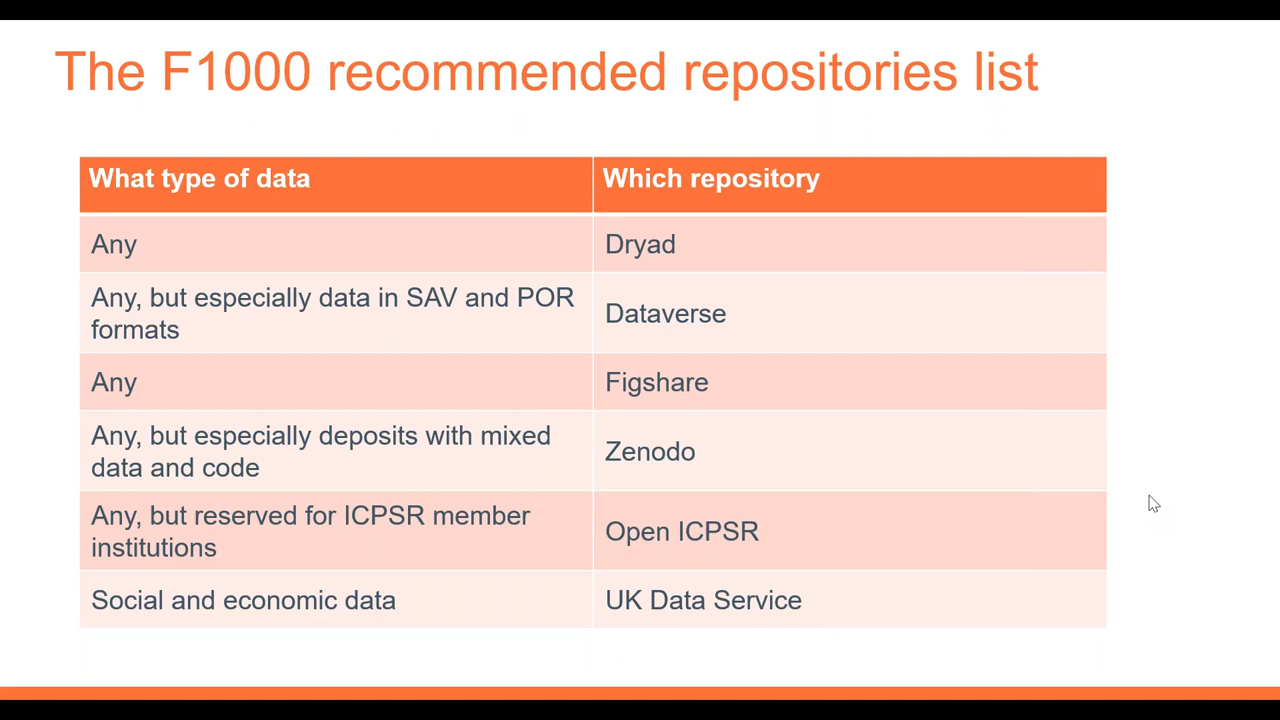 The F1000 recommended repositories list
What type of data
Which repository
Any
Dryad
Any, but especially data in SAV and POR
formats
Dataverse
Any
Figshare
Any, but especially deposits with mixed
data and code
Zenodo
Any, but reserved for ICPSR member
institutions
Open ICPSR
Social and economic data
UK Data Service